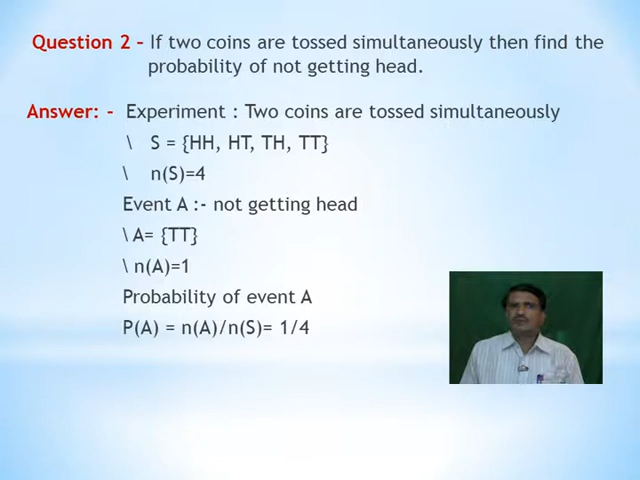 Question 2 – If two coins are tossed simultaneously then find the
probability of not getting head.
Answer: - Experiment : Two coins are tossed simultaneously
\ S = {HH, HT, TH, TT}
\ n(S)=4
Event A :- not getting head
\ A= {TT}
\ n(A)=1
Probability of event A
P(A) = n(A)/n(S)= 1/4